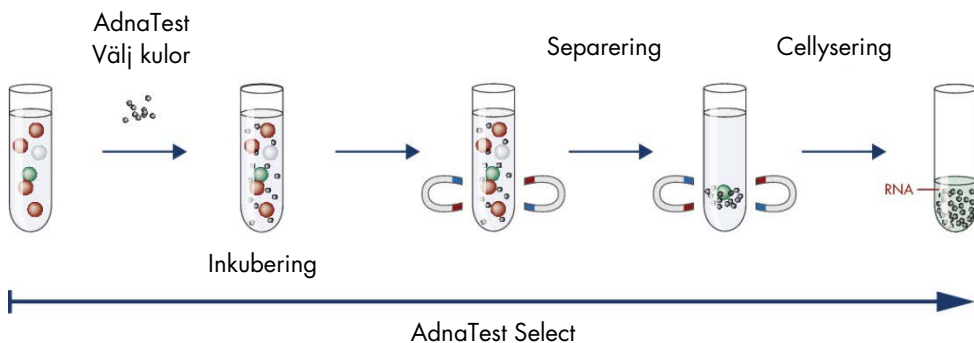 AdnaTest
Välj kulor
Separering
Cellysering
RNA
Inkubering
AdnaTest Select